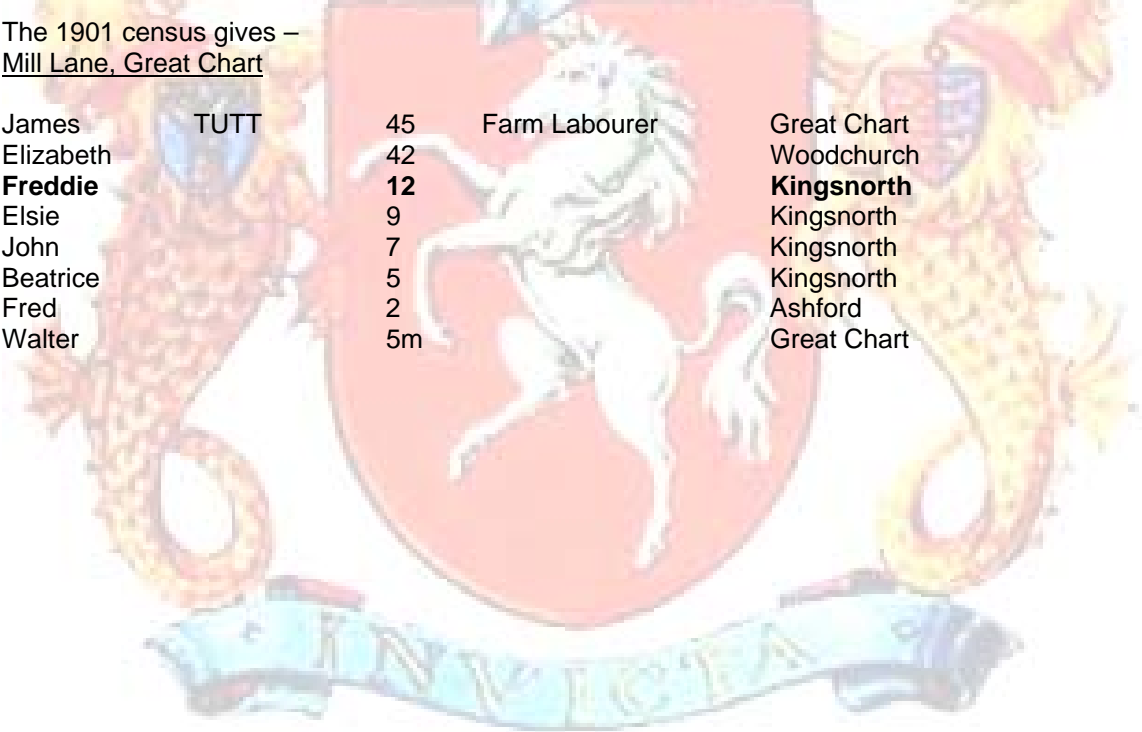 The 1901 census gives –
Mill Lane, Great Chart
James TUTT 45 Farm Labourer Great Chart
Elizabeth 42 Woodchurch
Freddie 12 Kingsnorth
Elsie 9 Kingsnorth
John 7 Kingsnorth
Beatrice 5 Kingsnorth
Fred 2 Ashford
Walter 5m Great Chart
INVICTA